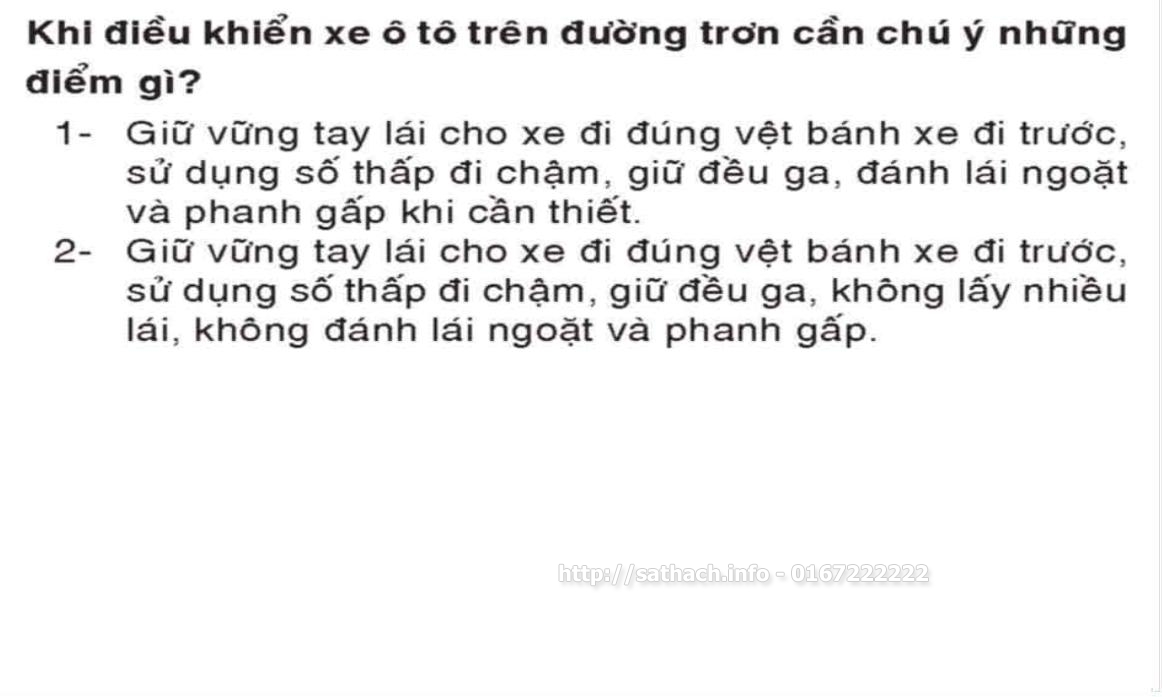 Khi điều khiển xe ô tô trên đường trơn cần chú ý những
điểm gì?
1- Giữ vững tay lái cho xe đi đúng vệt bánh xe đi trước,
sử dụng số thấp đi chậm, giữ đều ga, đánh lái ngoặt
và phanh gấp khi cần thiết.
2- Giữ vững tay lái cho xe đi đúng vệt bánh xe đi trước,
sử dụng số thấp đi chậm, giữ đều ga, không lấy nhiều
lái, không đánh lái ngoặt và phanh gấp.
http://sathach.info - 0167222222